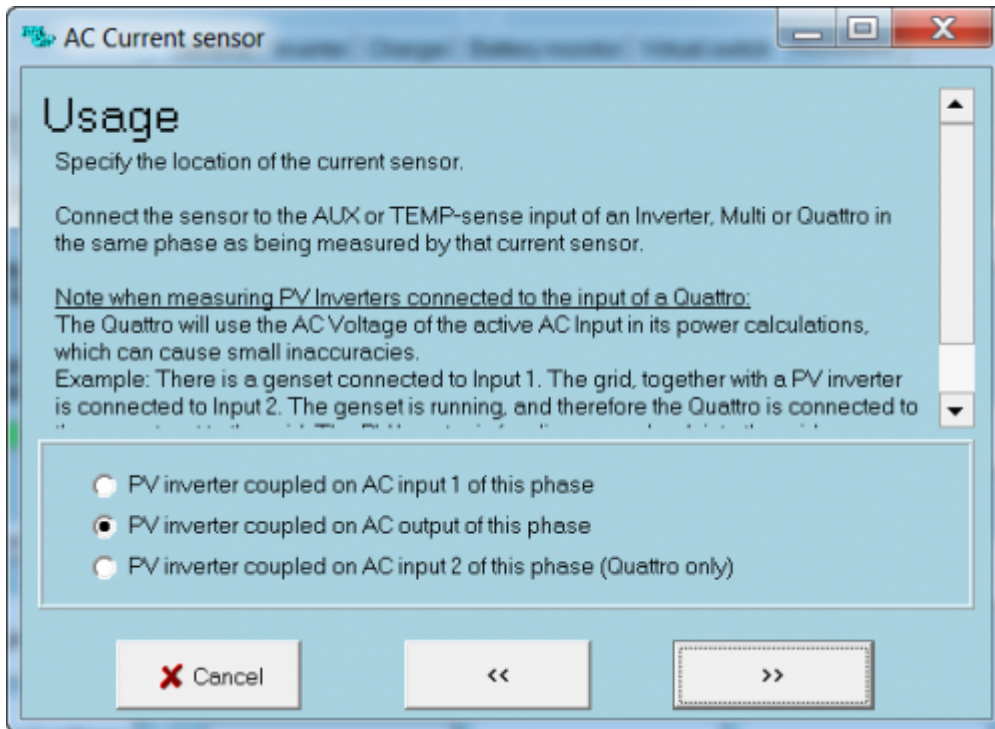 AC Current sensor
Usage
Specify the location of the current sensor.
Connect the sensor to the AUX or TEMP-sense input of an Inverter, Multi or Quattro in
the same phase as being measured by that current sensor.
Note when measuring PV Inverters connected to the input of a Quattro:
The Quattro will use the AC Voltage of the active AC Input in its power calculations,
which can cause small inaccuracies.
Example: There is a genset connected to Input 1. The grid, together with a PV inverter
is connected to Input 2. The genset is running, and therefore the Quattro is connected to
PV inverter coupled on AC input 1 of this phase
PV inverter coupled on AC output of this phase
PV inverter coupled on AC input 2 of this phase (Quattro only)
Cancel
<<
>>